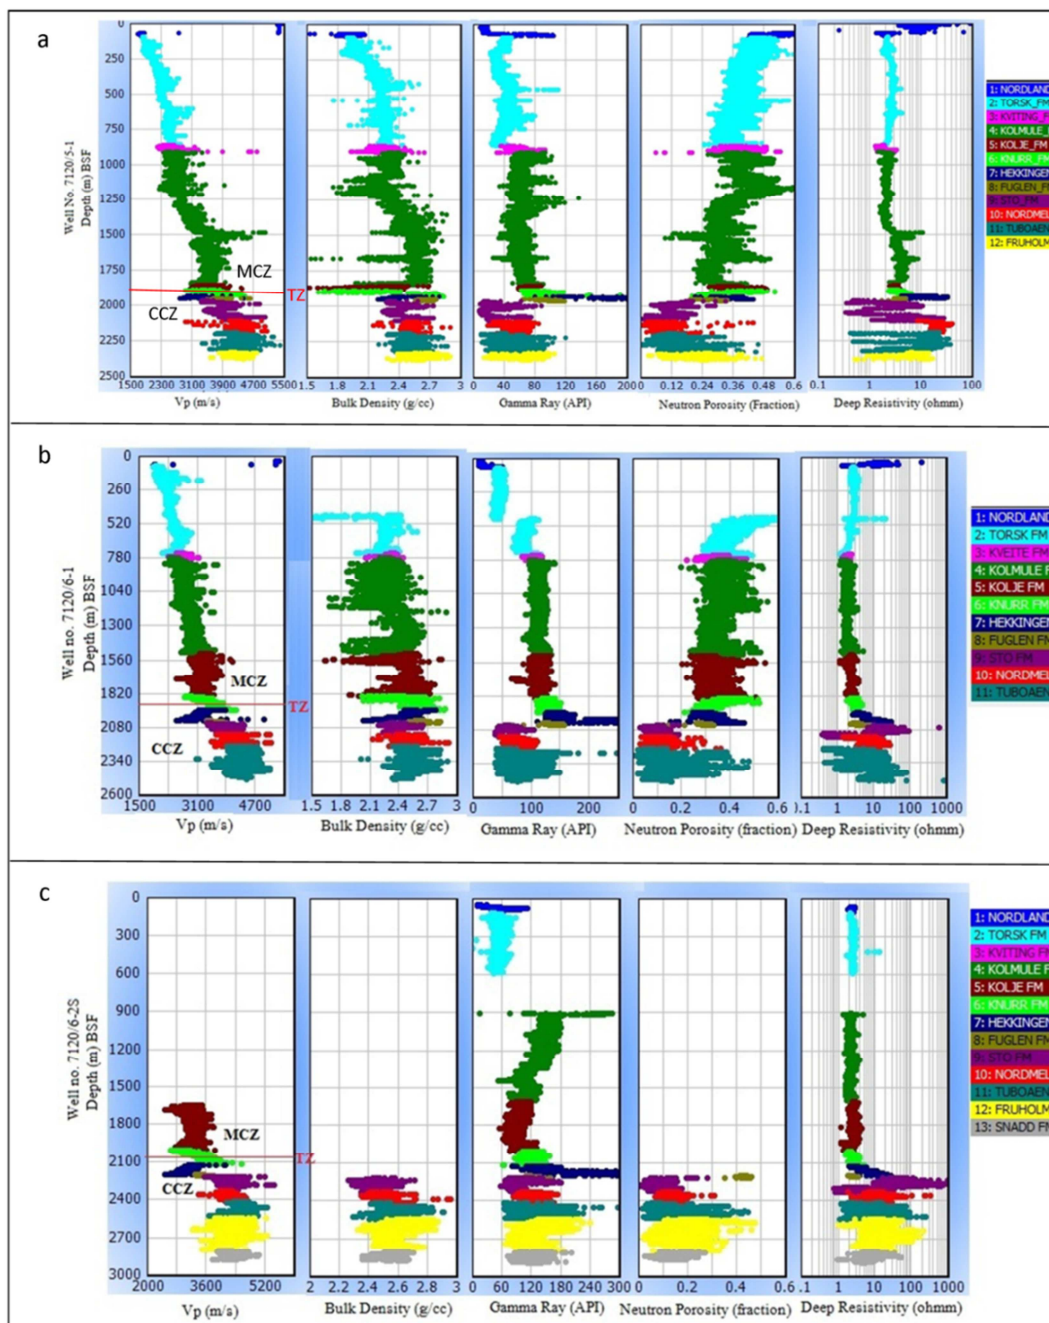 a
Well No. 7120/5-1
Depth (m) BSF
0
250
500
750
1000
1250
1500
1750
2000
2250
2500
MCZ
TZ
CCZ
1500 2300 3100 3900 4700 5500
Vp (m/s)
1.5 1.8 2.1 2.4 2.7 3
Bulk Density (g/cc)
0 40 80 120 160 200
Gamma Ray (API)
0 0.12 0.24 0.36 0.48 0.6
Neutron Porosity (Fraction)
0.1 1 10 100
Deep Resistivity (ohmm)
1: NORDLAND
2: TORSK_FM
3: KVITING_F
4: KOLMULE_F
5: KOLJE_FM
6: KNURR_FM
7: HEKKINGEN
8: FUGLEN_FM
9: STO_FM
10: NORDMEL
11: TUBOAEN
12: FRUHOLM
b
Well no. 7120/6-1
Depth (m) BSF
0
260
520
780
1040
1300
1560
1820
2080
2340
2600
MCZ
TZ
CCZ
1500 3100 4700
Vp (m/s)
1.5 1.8 2.1 2.4 2.7 3
Bulk Density (g/cc)
0 100 200
Gamma Ray (API)
0 0.2 0.4 0.6
Neutron Porosity (fraction)
0.1 1 10 100 1000
Deep Resistivity (ohmm)
1: NORDLAND
2: TORSK FM
3: KVEITE FM
4: KOLMULE F
5: KOLJE FM
6: KNURR FM
7: HEKKINGEN
8: FUGLEN FM
9: STO FM
10: NORDMEL
11: TUBOAEN
c
Well no. 7120/6-2S
Depth (m) BSF
0
300
600
900
1200
1500
1800
2100
2400
2700
3000
MCZ
TZ
CCZ
2000 3600 5200
Vp (m/s)
2 2.2 2.4 2.6 2.8 3
Bulk Density (g/cc)
0 60 120 180 240 300
Gamma Ray (API)
0 0.2 0.4 0.6
Neutron Porosity (fraction)
0.1 1 10 100 1000
Deep Resistivity (ohmm)
1: NORDLAND
2: TORSK FM
3: KVITING FM
4: KOLMULE F
5: KOLJE FM
6: KNURR FM
7: HEKKINGEN
8: FUGLEN FM
9: STO FM
10: NORDMEL
11: TUBOAEN
12: FRUHOLM
13: SNADD FM